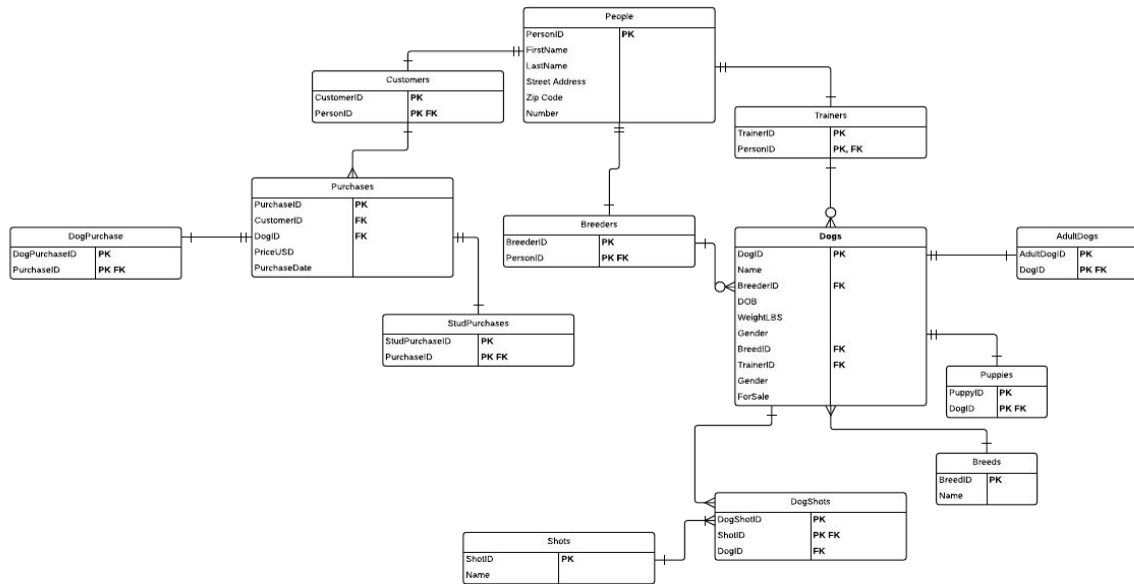 People
PersonID PK
FirstName
LastName
Street Address
Zip Code
Number
Customers
CustomerID PK
PersonID PK FK
Trainers
TrainerID PK
PersonID PK, FK
Purchases
PurchaseID PK
CustomerID FK
DogID FK
PriceUSD
PurchaseDate
DogPurchase
DogPurchaseID PK
PurchaseID PK FK
Breeders
BreederID PK
PersonID PK FK
Dogs
DogID PK
Name
BreederID FK
DOB
WeightLBS
Gender
BreedID FK
TrainerID FK
Gender
ForSale
AdultDogs
AdultDogID PK
DogID PK FK
StudPurchases
StudPurchaseID PK
PurchaseID PK FK
Puppies
PuppyID PK
DogID PK FK
Breeds
BreedID PK
Name
DogShots
DogShotID PK
ShotID PK FK
DogID FK
Shots
ShotID PK
Name